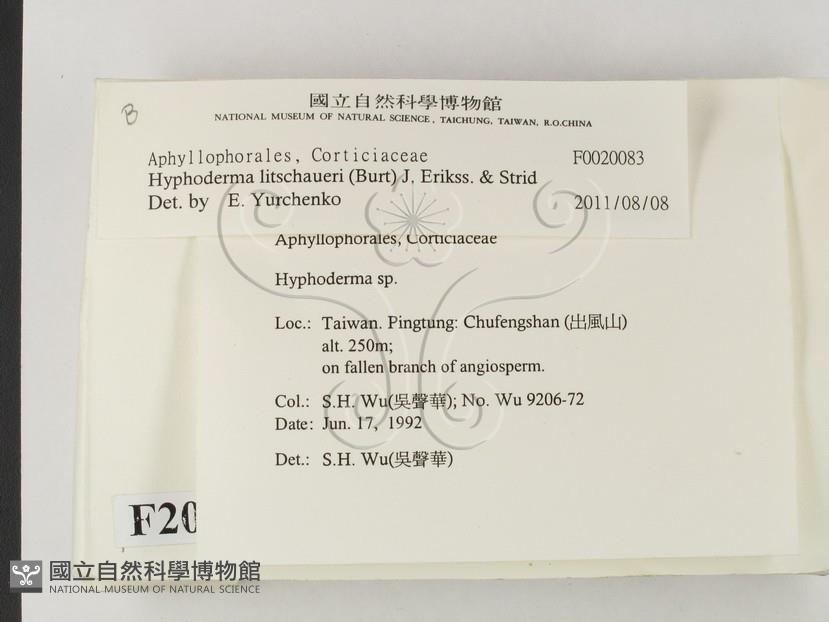 B
國立自然科學博物館
NATIONAL MUSEUM OF NATURAL SCIENCE, TAICHUNG, TAIWAN, R.O.CHINA
Aphyllophorales, Corticiaceae F0020083
Hyphoderma litschaueri (Burt) J. Erikss. & Strid
Det. by E. Yurchenko 2011/08/08
Aphyllophorales, Corticiaceae
Hyphoderma sp.
Loc.: Taiwan. Pingtung: Chufengshan (出風山)
alt. 250m;
on fallen branch of angiosperm.
Col.: S.H. Wu(吳聲華); No. Wu 9206-72
Date: Jun. 17, 1992
Det.: S.H. Wu(吳聲華)
F20
國立自然科學博物館
NATIONAL MUSEUM OF NATURAL SCIENCE